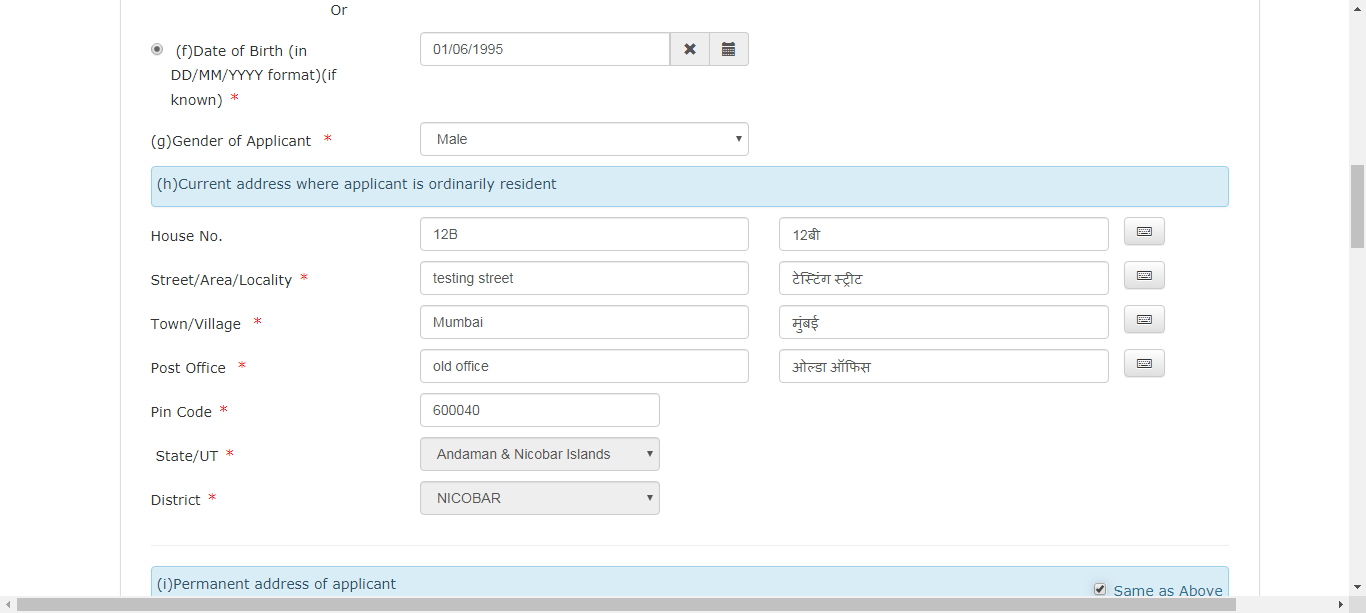 Or
(f)Date of Birth (in
DD/MM/YYYY format)(if
known) *
01/06/1995
(g)Gender of Applicant *
Male
(h)Current address where applicant is ordinarily resident
House No.
12B
12बी
Street/Area/Locality *
testing street
टेस्टिंग स्ट्रीट
Town/Village *
Mumbai
मुंबई
Post Office *
old office
ओल्डा ऑफिस
Pin Code *
600040
State/UT *
Andaman & Nicobar Islands
District *
NICOBAR
(i)Permanent address of applicant
Same as Above